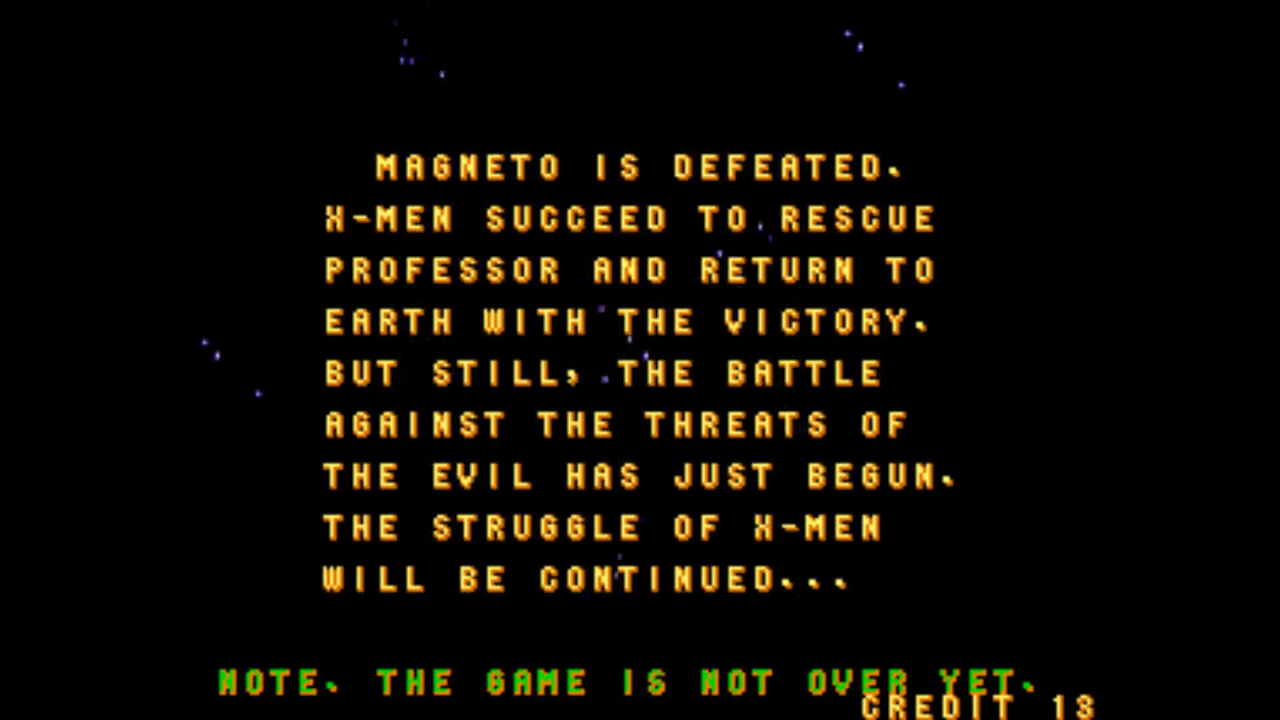 MAGNETO IS DEFEATED.
X-MEN SUCCEED TO RESCUE
PROFESSOR AND RETURN TO
EARTH WITH THE VICTORY.
BUT STILL, THE BATTLE
AGAINST THE THREATS OF
THE EVIL HAS JUST BEGUN.
THE STRUGGLE OF X-MEN
WILL BE CONTINUED...
NOTE. THE GAME IS NOT OVER YET.
CREDIT 13